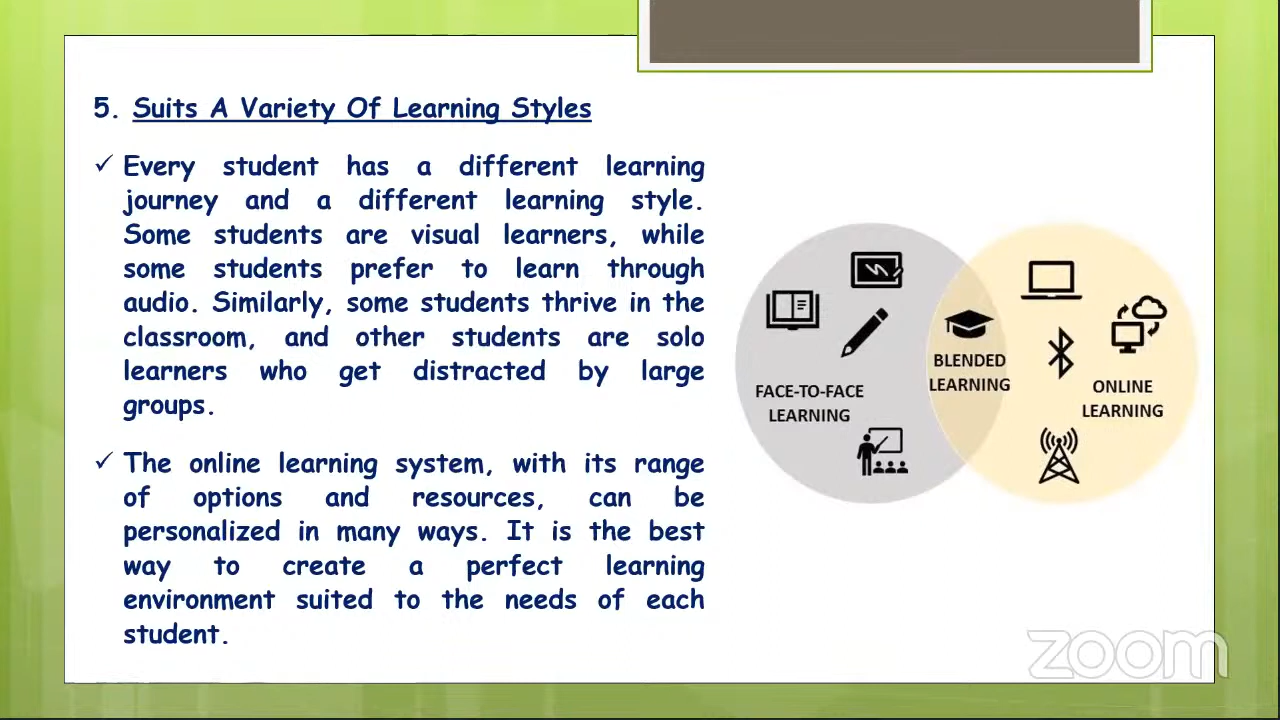 5. Suits A Variety Of Learning Styles
✓ Every student has a different learning
journey and a different learning style.
Some students are visual learners, while
some students prefer to learn through
audio. Similarly, some students thrive in the
classroom, and other students are solo
learners who get distracted by large
groups.
✓ The online learning system, with its range
of options and resources, can be
personalized in many ways. It is the best
way to create a perfect learning
environment suited to the needs of each
student.
FACE-TO-FACE
LEARNING
BLENDED
LEARNING
ONLINE
LEARNING
zoom